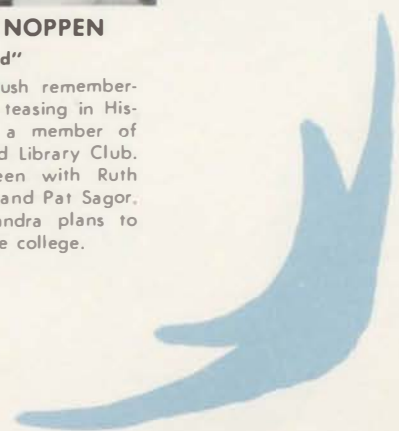 NOPPEN
d"
ush remember-
teasing in His-
a member of
d Library Club.
een with Ruth
and Pat Sagor.
andra plans to
e college.